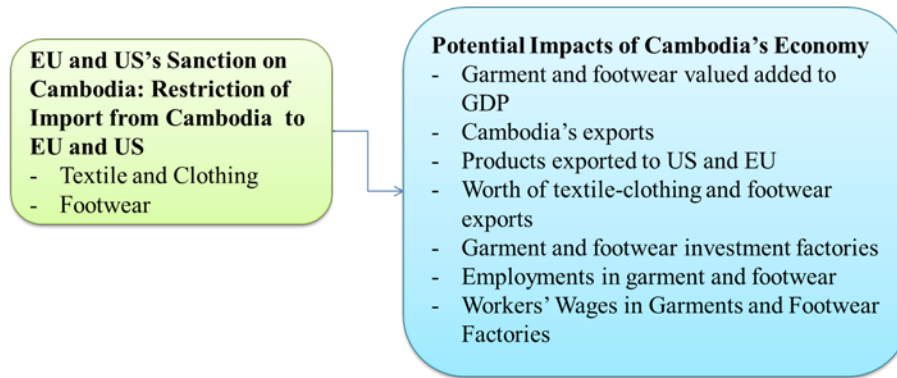 EU and US's Sanction on
Cambodia: Restriction of
Import from Cambodia to
EU and US
- Textile and Clothing
- Footwear
Potential Impacts of Cambodia's Economy
- Garment and footwear valued added to
GDP
- Cambodia's exports
- Products exported to US and EU
- Worth of textile-clothing and footwear
exports
- Garment and footwear investment factories
- Employments in garment and footwear
- Workers' Wages in Garments and Footwear
Factories